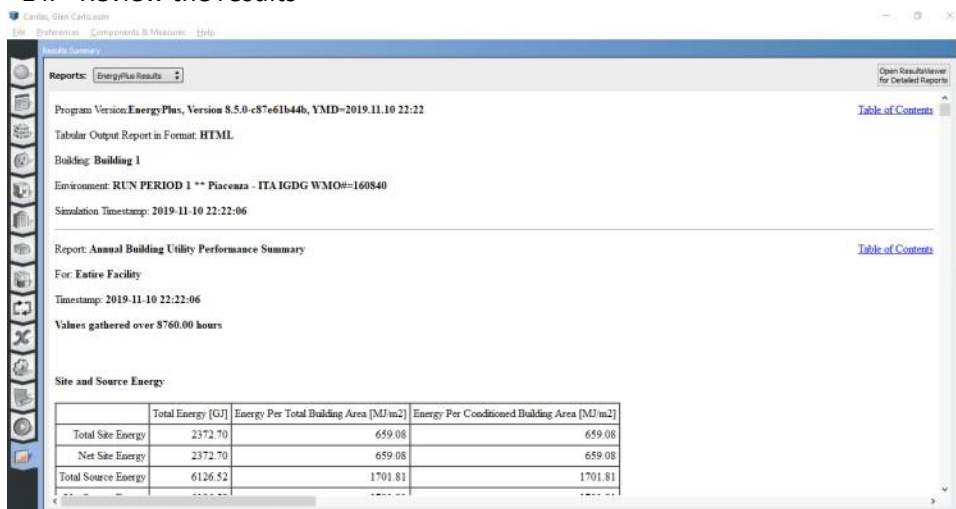 Review the results
Cardas, Glen Carlo.osm
File Preferences Components & Measures Help
Results Summary
Reports: EnergyPlus Results
Open ResultsViewer
for Detailed Reports
Program Version:EnergyPlus, Version 8.5.0-c87e61b44b, YMD=2019.11.10 22:22
Table of Contents
Tabular Output Report in Format: HTML
Building: Building 1
Environment: RUN PERIOD 1 ** Piacenza - ITA IGDG WMO#=160840
Simulation Timestamp: 2019-11-10 22:22:06
Report: Annual Building Utility Performance Summary
Table of Contents
For: Entire Facility
Timestamp: 2019-11-10 22:22:06
Values gathered over 8760.00 hours
Site and Source Energy
Total Energy [GJ] Energy Per Total Building Area [MJ/m2] Energy Per Conditioned Building Area [MJ/m2]
Total Site Energy 2372.70 659.08 659.08
Net Site Energy 2372.70 659.08 659.08
Total Source Energy 6126.52 1701.81 1701.81